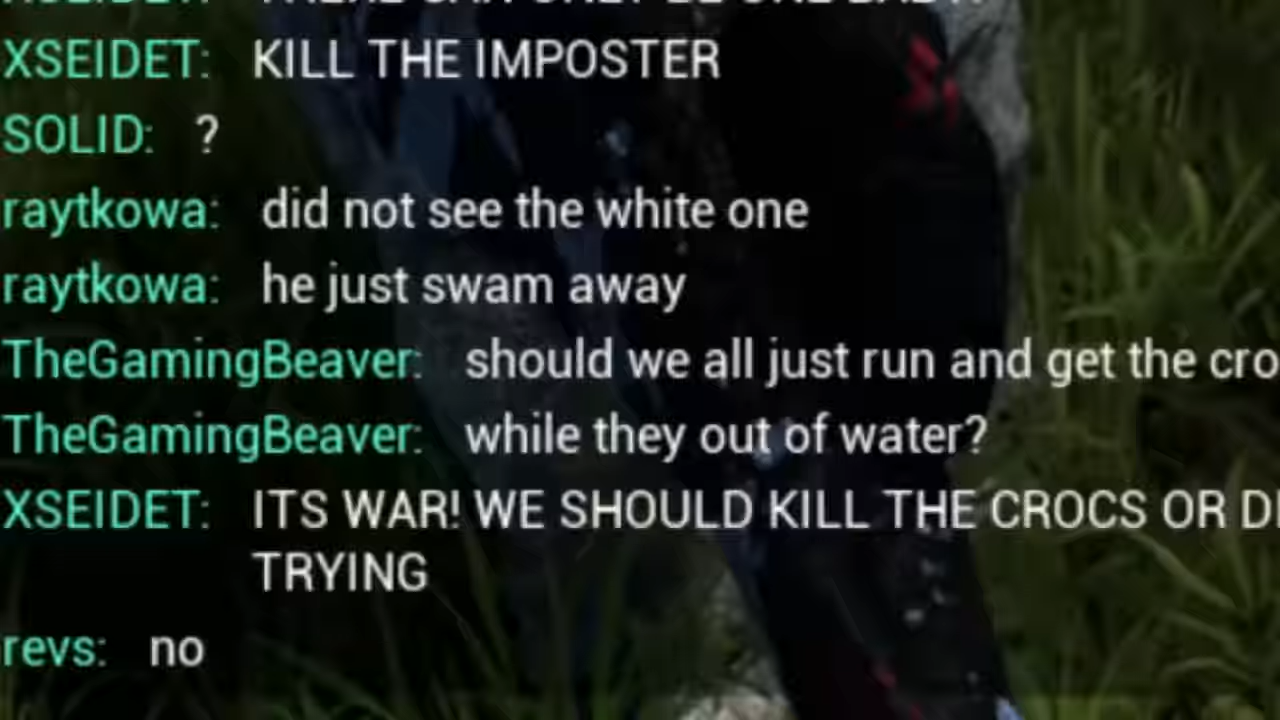 XSEIDET: KILL THE IMPOSTER
SOLID: ?
raytkowa: did not see the white one
raytkowa: he just swam away
TheGamingBeaver: should we all just run and get the cro
TheGamingBeaver: while they out of water?
XSEIDET: ITS WAR! WE SHOULD KILL THE CROCS OR
TRYING
revs: no